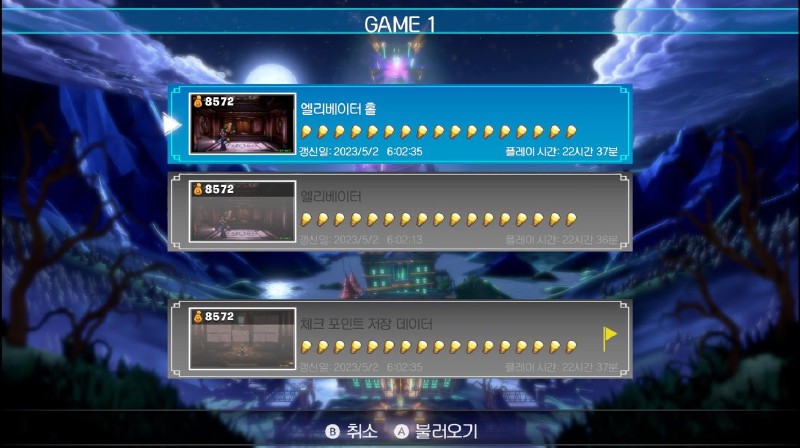 GAME 1
8572
엘리베이터 홀
갱신일: 2023/5/2 6:02:35 플레이 시간: 22시간 37분
8572
엘리베이터
갱신일: 2023/5/2 6:02:13 플레이 시간: 22시간 36분
8572
체크 포인트 저장 데이터
갱신일: 2023/5/2 6:02:35 플레이 시간: 22시간 37분
B 취소 A 불러오기